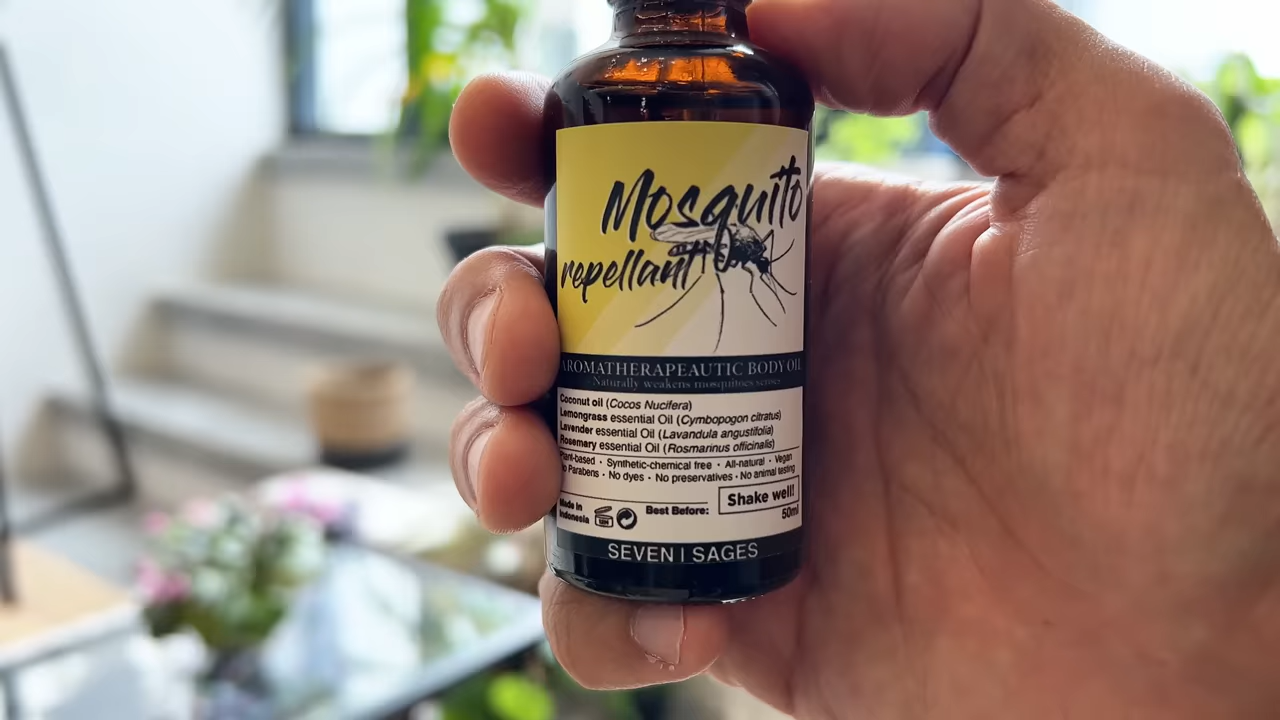 Mosquito
repellant
AROMATHERAPEAUTIC BODY OIL
Naturally weakens mosquitoes senses
Coconut oil (Cocos Nucifera)
Lemongrass essential Oil (Cymbopogon citratus)
Lavender essential Oil (Lavandula angustifolia)
Rosemary essential Oil (Rosmarinus officinalis)
Plant-based · Synthetic-chemical free · All-natural · Vegan
No Parabens · No dyes · No preservatives · No animal testing
Made in
Indonesia
Best Before:
Shake well!
50ml
SEVEN | SAGES